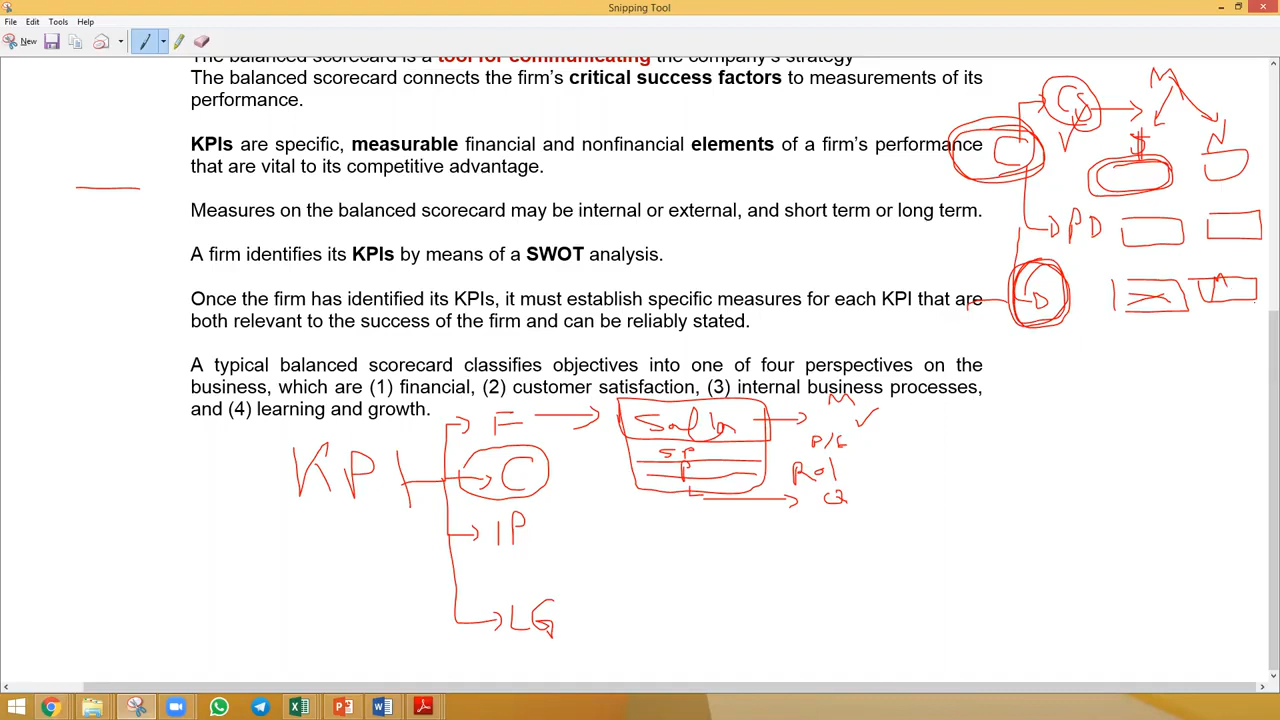 Snipping Tool
File Edit Tools Help
New
The balanced scorecard is a tool for communicating the company's strategy
The balanced scorecard connects the firm's critical success factors to measurements of its
performance.
KPIs are specific, measurable financial and nonfinancial elements of a firm's performance
that are vital to its competitive advantage.
Measures on the balanced scorecard may be internal or external, and short term or long term.
A firm identifies its KPIs by means of a SWOT analysis.
Once the firm has identified its KPIs, it must establish specific measures for each KPI that are
both relevant to the success of the firm and can be reliably stated.
A typical balanced scorecard classifies objectives into one of four perspectives on the
business, which are (1) financial, (2) customer satisfaction, (3) internal business processes,
and (4) learning and growth.
M
CS
$ N
C
PD
D M
KPI
F
M
SP
P
L
C
IP
LG